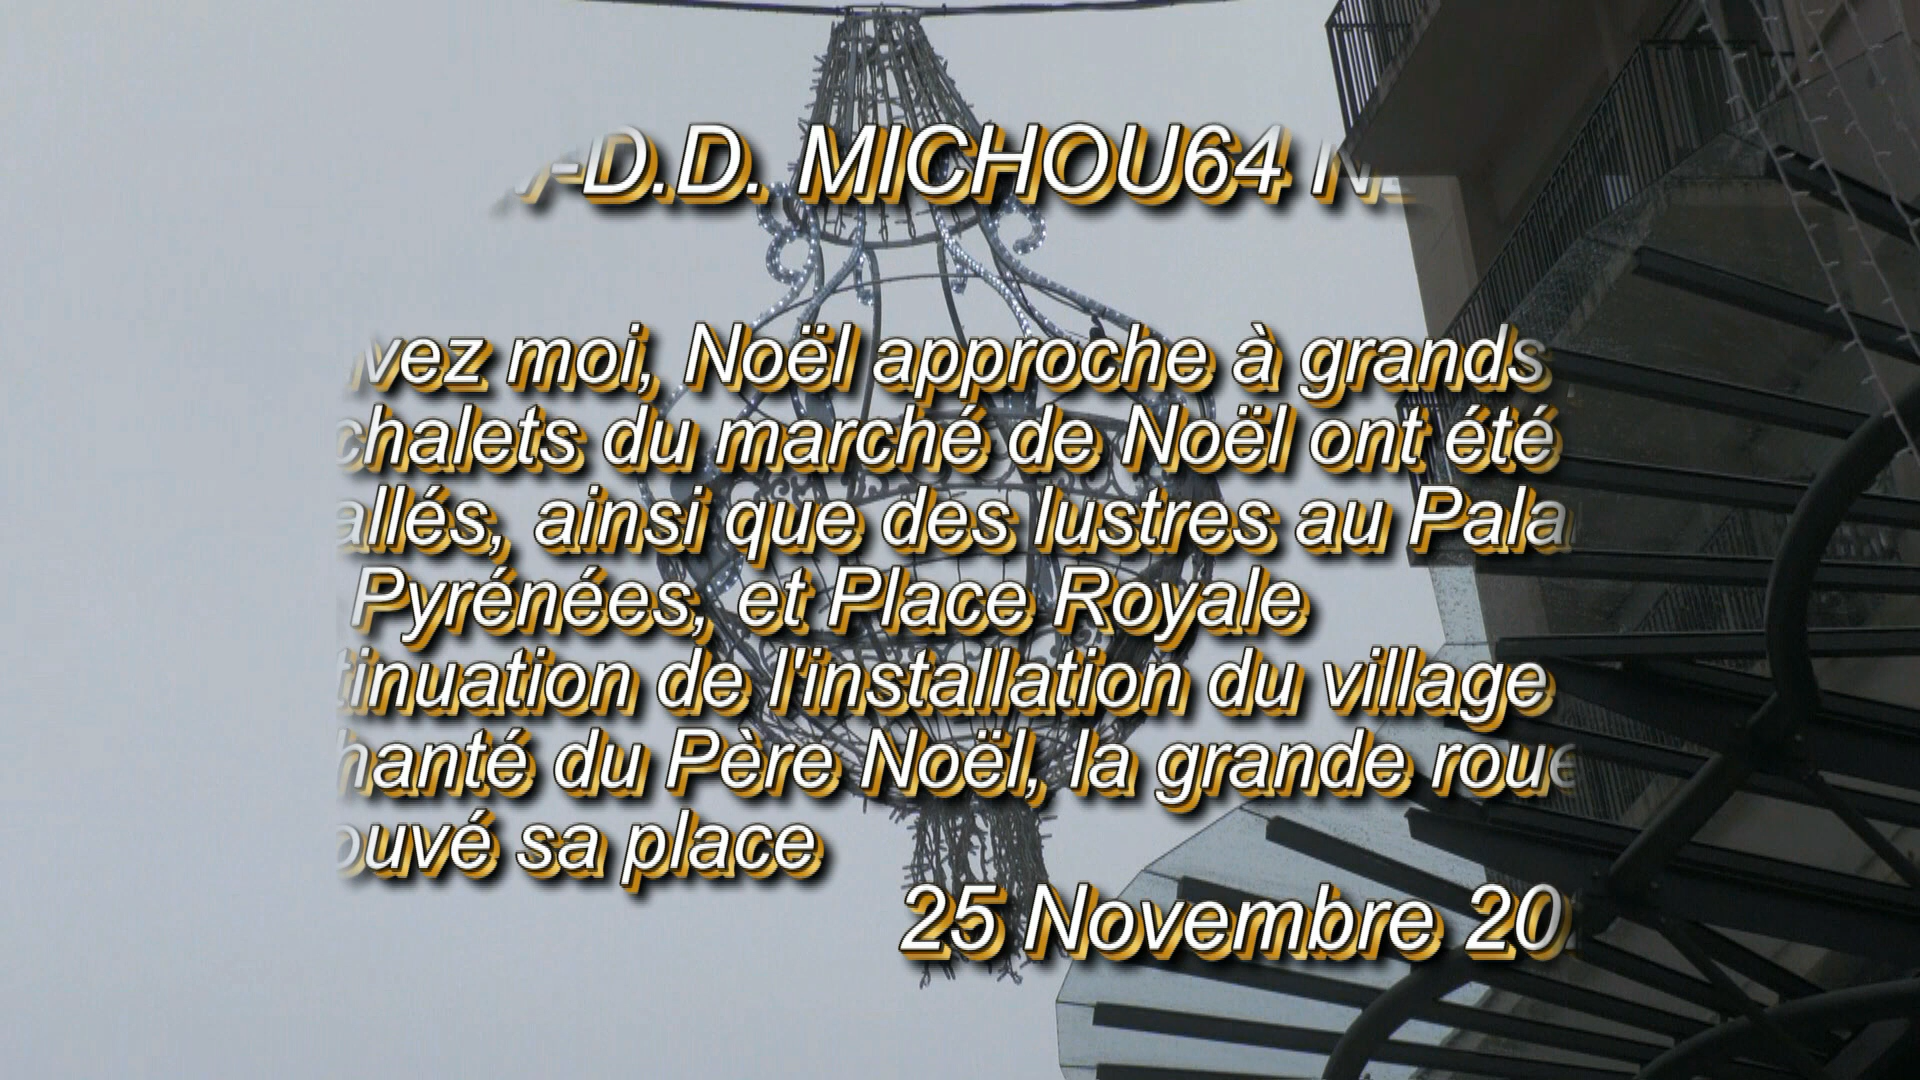 -D.D. MICHOU64
vez moi, Noël approche à grands
chalets du marché de Noël ont été
allés, ainsi que des lustres au Pala
Pyrénées, et Place Royale
tinuation de l'installation du village
hanté du Père Noël, la grande roue
ouvé sa place
25 Novembre 20